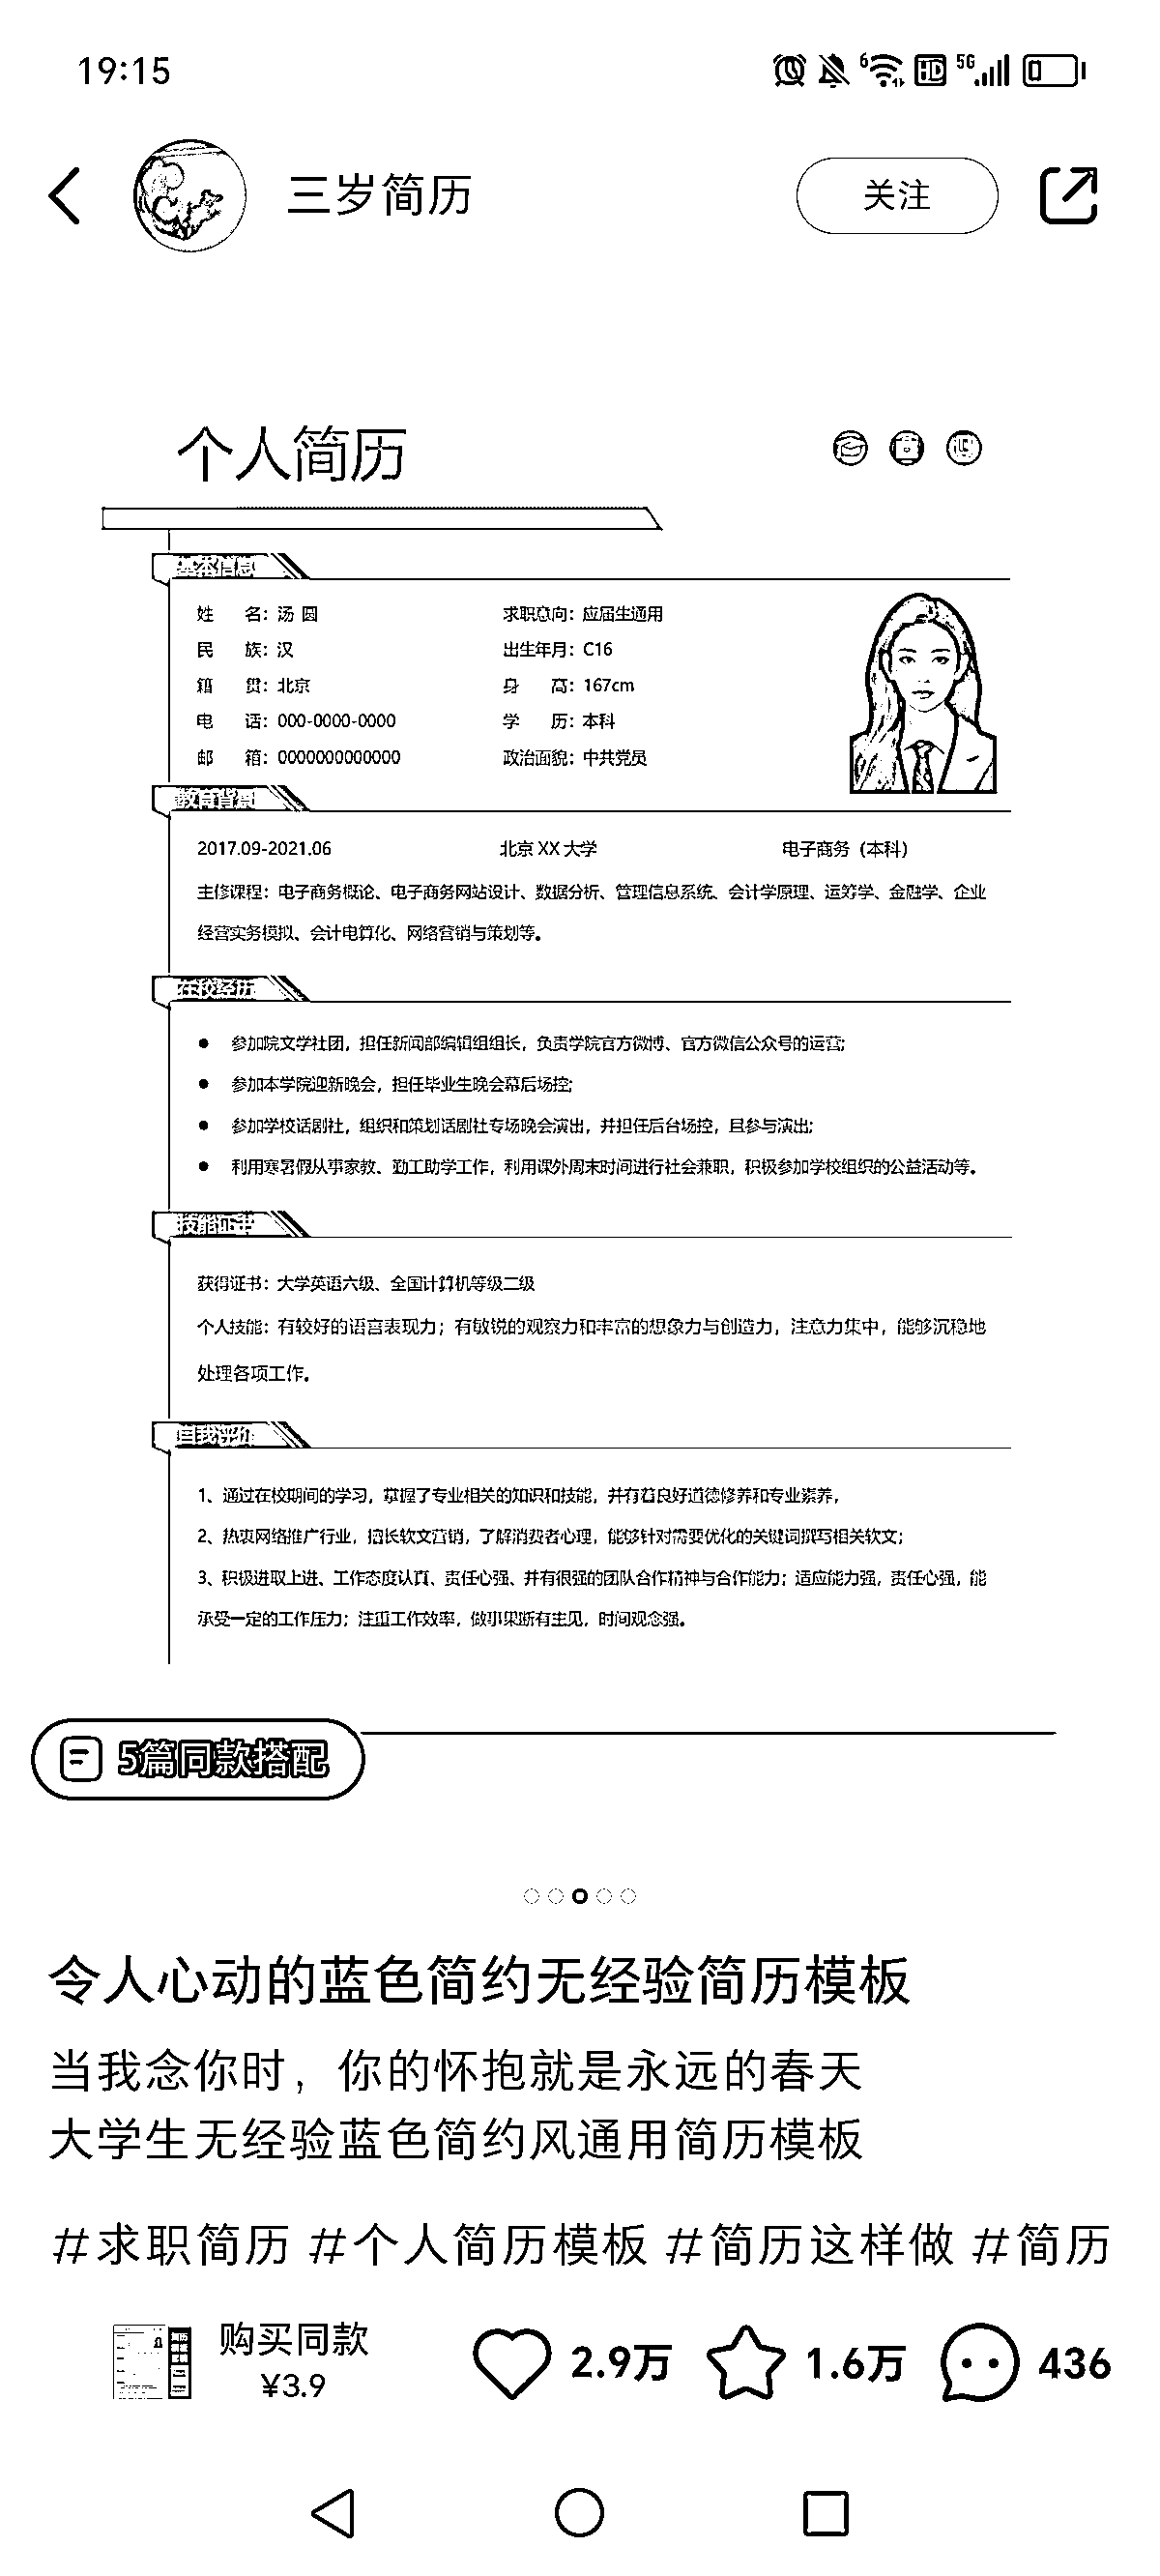 19:15
6 HD 5G
三岁简历
关注
个人简历
基本信息
姓 名：汤 圆
求职意向：应届生通用
民 族：汉
出生年月：C16
籍 贯：北京
身 高：167cm
电 话：000-0000-0000
学 历：本科
邮 箱：0000000000000
政治面貌：中共党员
教育背景
2017.09-2021.06 北京 XX 大学 电子商务（本科）
主修课程：电子商务概论、电子商务网站设计、数据分析、管理信息系统、会计学原理、运筹学、金融学、企业
经营实务模拟、会计电算化、网络营销与策划等。
在校经历
● 参加院文学社团，担任新闻部编辑组组长，负责学院官方微博、官方微信公众号的运营;
● 参加本学院迎新晚会，担任毕业生晚会幕后场控;
● 参加学校话剧社，组织和策划话剧社专场晚会演出，并担任后台场控，且参与演出;
● 利用寒暑假从事家教、勤工助学工作，利用课外周末时间进行社会兼职，积极参加学校组织的公益活动等。
技能证书
获得证书：大学英语六级、全国计算机等级二级
个人技能：有较好的语言表现力；有敏锐的观察力和丰富的想象力与创造力，注意力集中，能够沉稳地
处理各项工作。
自我评价
1、通过在校期间的学习，掌握了专业相关的知识和技能，并有着良好道德修养和专业素养，
2、热衷网络推广行业，擅长软文营销，了解消费者心理，能够针对需要优化的关键词撰写相关软文;
3、积极进取上进、工作态度认真、责任心强、并有很强的团队合作精神与合作能力；适应能力强，责任心强，能
承受一定的工作压力；注重工作效率，做事果断有主见，时间观念强。
5篇同款搭配
令人心动的蓝色简约无经验简历模板
当我念你时，你的怀抱就是永远的春天
大学生无经验蓝色简约风通用简历模板
#求职简历 #个人简历模板 #简历这样做 #简历
购买同款
¥3.9
2.9万 1.6万 436